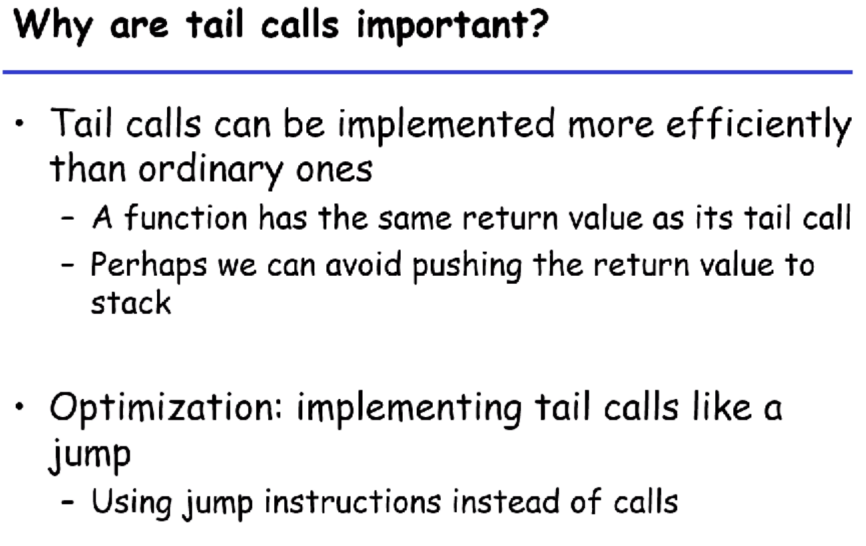 Why are tail calls important?
• Tail calls can be implemented more efficiently
than ordinary ones
- A function has the same return value as its tail call
- Perhaps we can avoid pushing the return value to
stack
• Optimization: implementing tail calls like a
jump
- Using jump instructions instead of calls